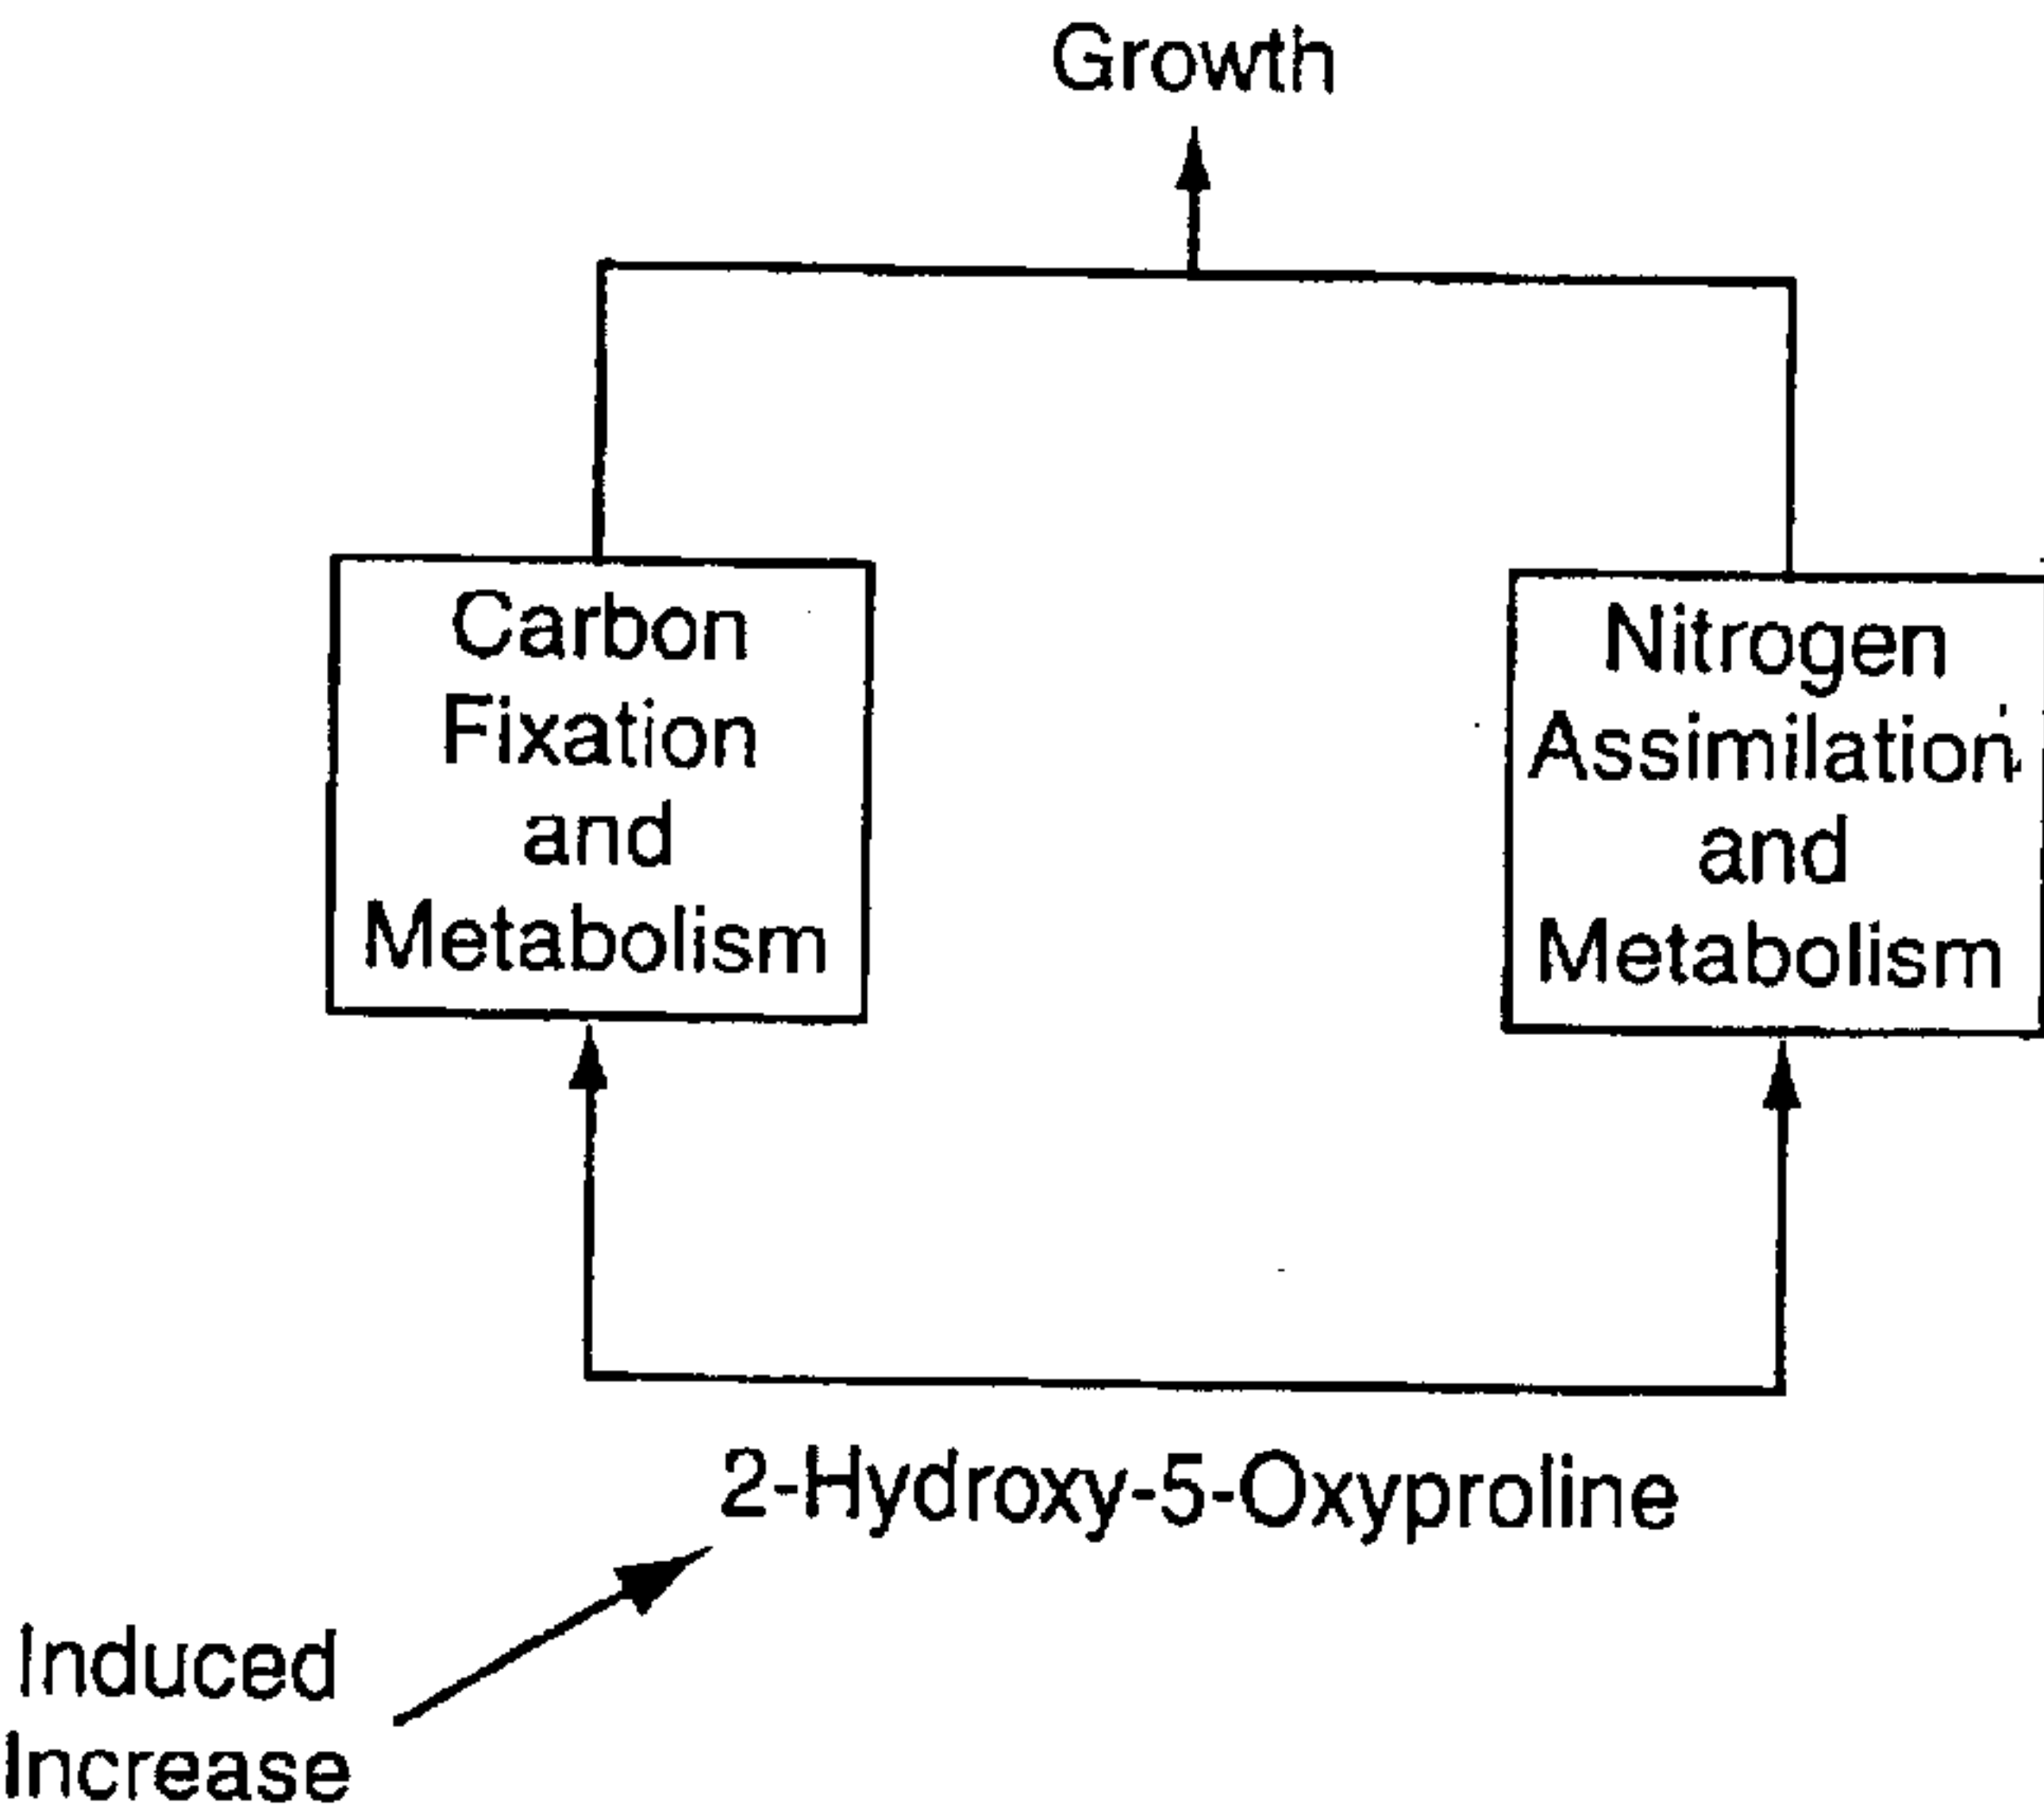 Growth
Carbon
Fixation
and
Metabolism
Nitrogen
Assimilation
and
Metabolism
2-Hydroxy-5-Oxyproline
Induced
Increase